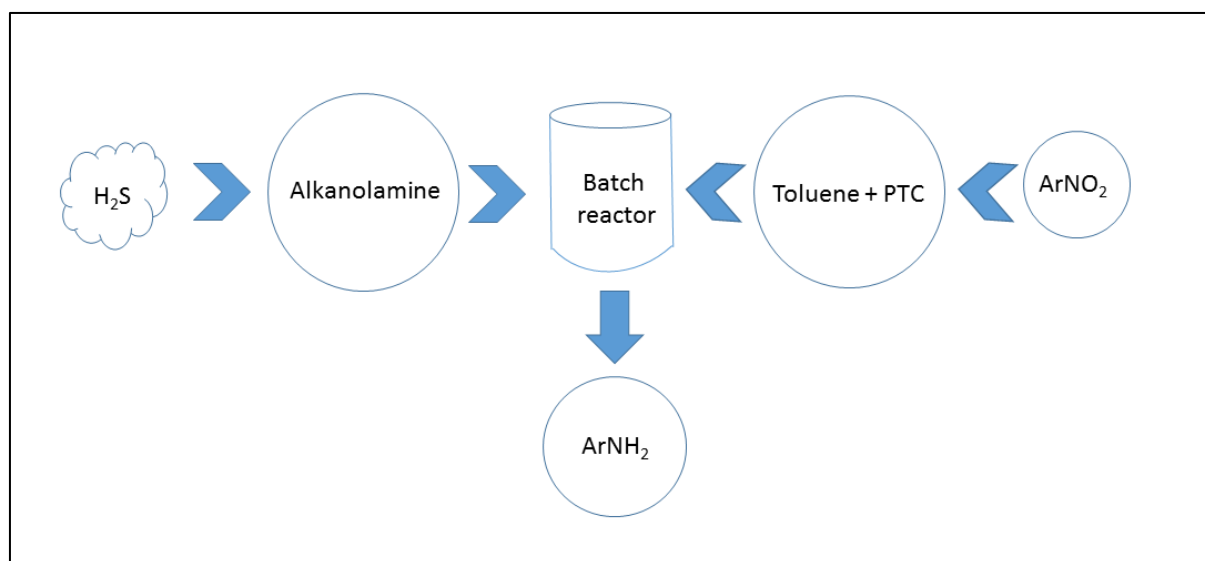 H₂S
Alkanolamine
Batch
reactor
Toluene + PTC
ArNO₂
ArNH₂